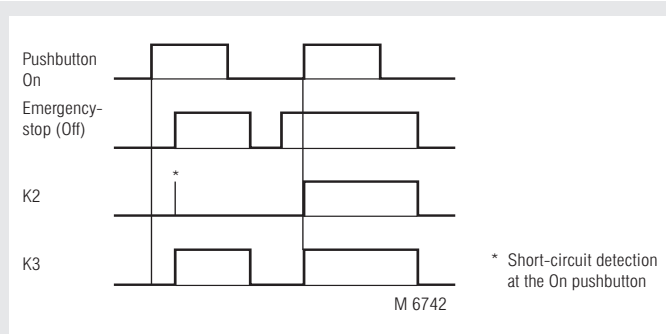 Pushbutton
On
Emergency-
stop (Off)
*
K2
K3
* Short-circuit detection
at the On pushbutton
M 6742